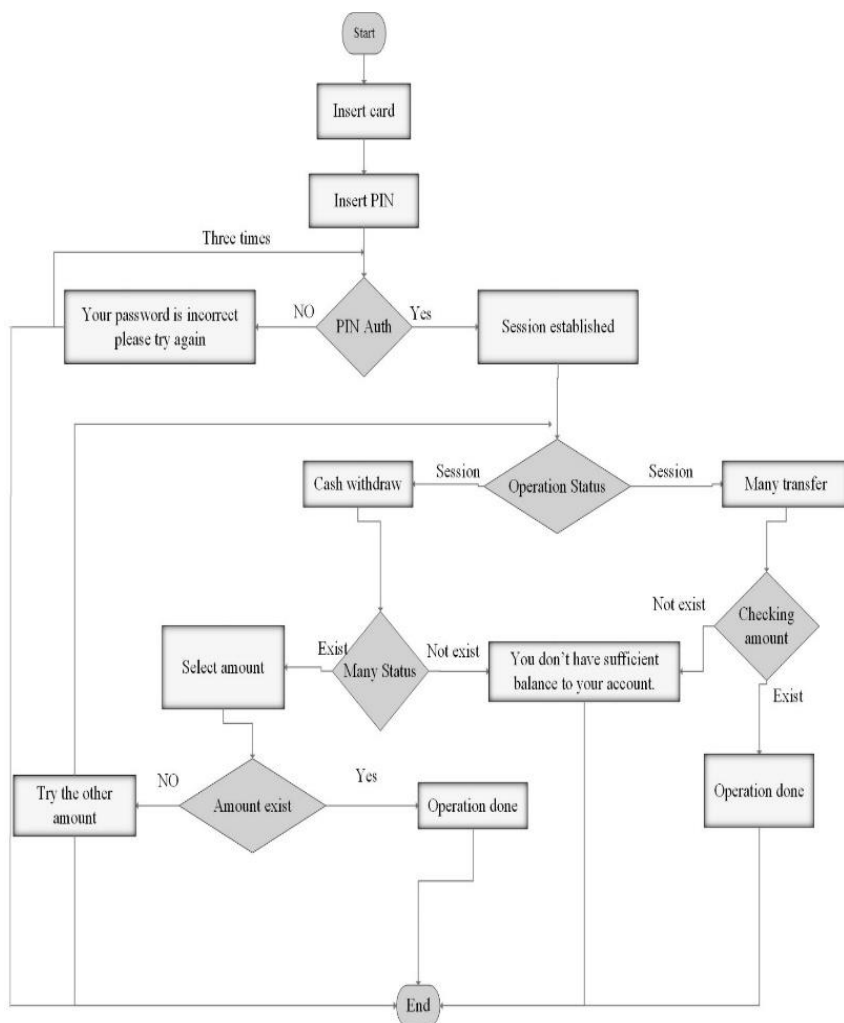 Start
Insert card
Insert PIN
Three times
Your password is incorrect
please try again
NO
PIN Auth
Yes
Session established
Cash withdraw
Session
Operation Status
Session
Many transfer
Not exist
Checking
amount
Select amount
Exist
Many Status
Not exist
You don’t have sufficient
balance to your account.
Exist
Try the other
amount
NO
Amount exist
Yes
Operation done
Operation done
End